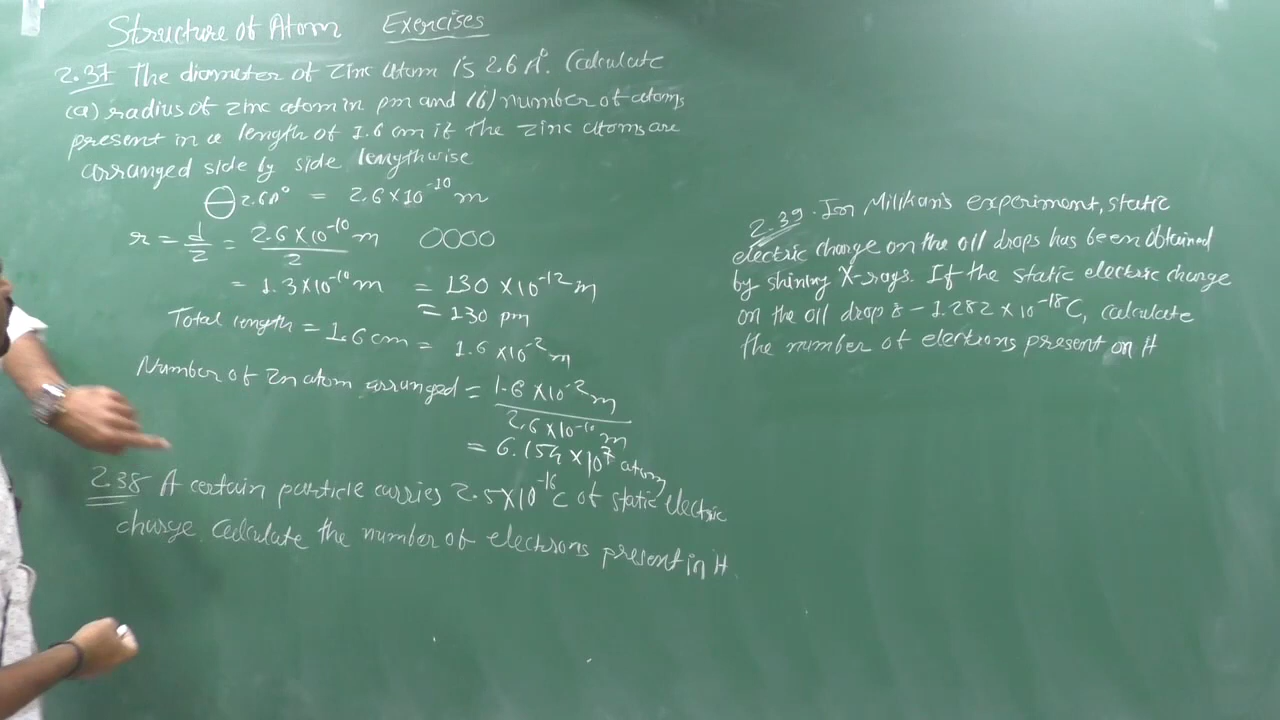 Structure of Atom Exercises
2.37 The diameter of Zinc atom is 2.6 A°. Calculate
(a) radius of zinc atom in pm and (b) number of atoms
present in a length of 1.6 cm if the zinc atoms are
arranged side by side lengthwise
2.6A° = 2.6×10⁻¹⁰ m
r = d/2 = 2.6×10⁻¹⁰ m / 2
= 1.3×10⁻¹⁰ m = 130 ×10⁻¹² m
= 130 pm
Total length = 1.6 cm = 1.6 ×10⁻² m
Number of Zn atom arranged = 1.6 ×10⁻² m / 2.6×10⁻¹⁰ m
= 6.154 ×10⁷ atom
2.38 A certain particle carries 2.5×10⁻¹⁶ C of static electric
charge. Calculate the number of electrons present in it.
2.39. In Millikan's experiment, static
electric charge on the oil drops has been obtained
by shining X-rays. If the static electric charge
on the oil drop is -1.282 × 10⁻¹⁸ C, calculate
the number of electrons present on it